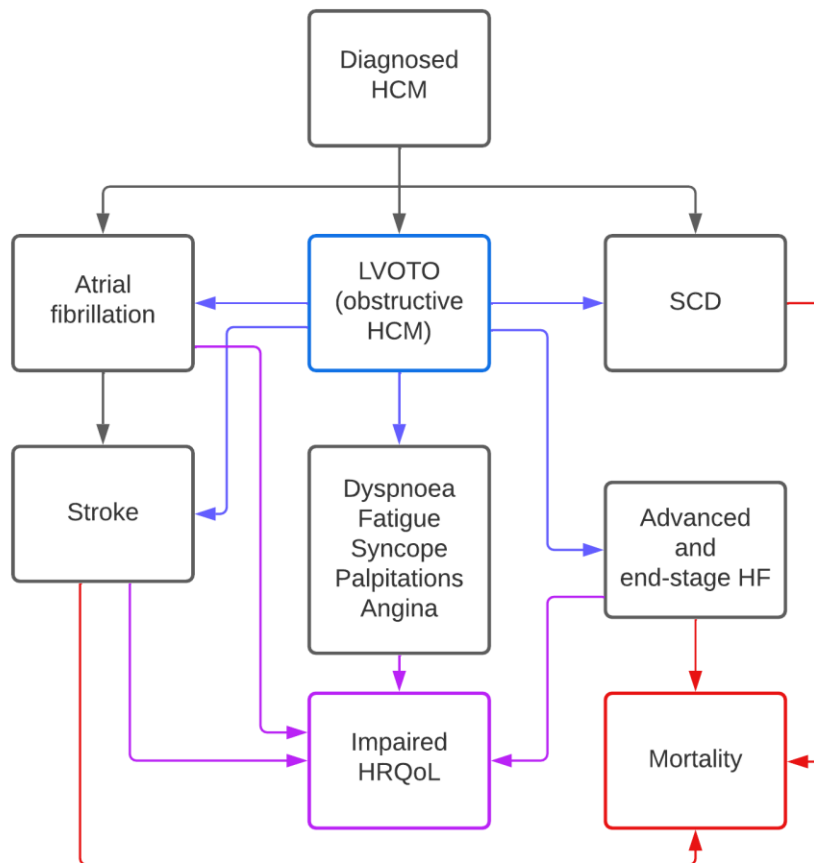 Diagnosed
HCM
Atrial
fibrillation
LVOTO
(obstructive
HCM)
SCD
Stroke
Dyspnoea
Fatigue
Syncope
Palpitations
Angina
Advanced
and
end-stage HF
Impaired
HRQoL
Mortality